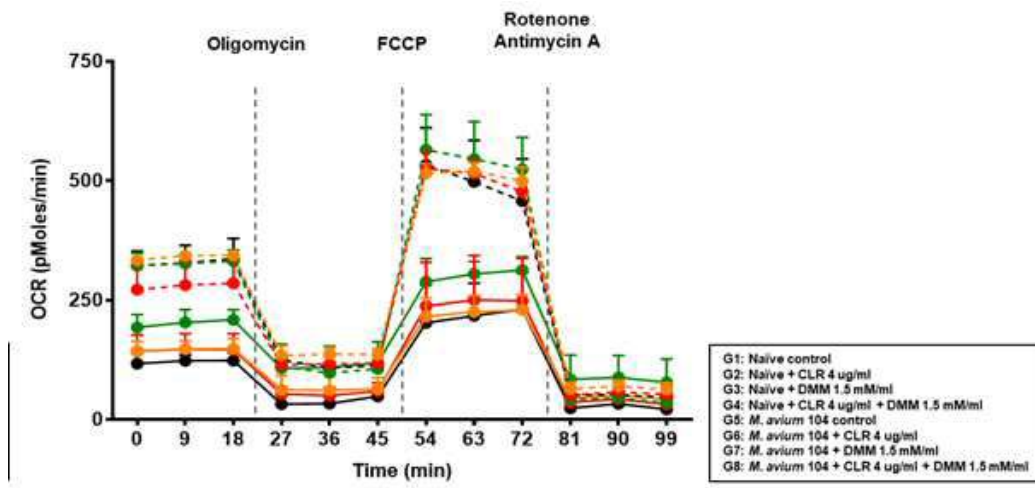 Oligomycin
FCCP
Rotenone
Antimycin A
750
500
250
0
OCR (pMoles/min)
0 9 18 27 36 45 54 63 72 81 90 99
Time (min)
G1: Naïve control
G2: Naïve + CLR 4 ug/ml
G3: Naïve + DMM 1.5 mM/ml
G4: Naïve + CLR 4 ug/ml + DMM 1.5 mM/ml
G5: M. avium 104 control
G6: M. avium 104 + CLR 4 ug/ml
G7: M. avium 104 + DMM 1.5 mM/ml
G8: M. avium 104 + CLR 4 ug/ml + DMM 1.5 mM/ml